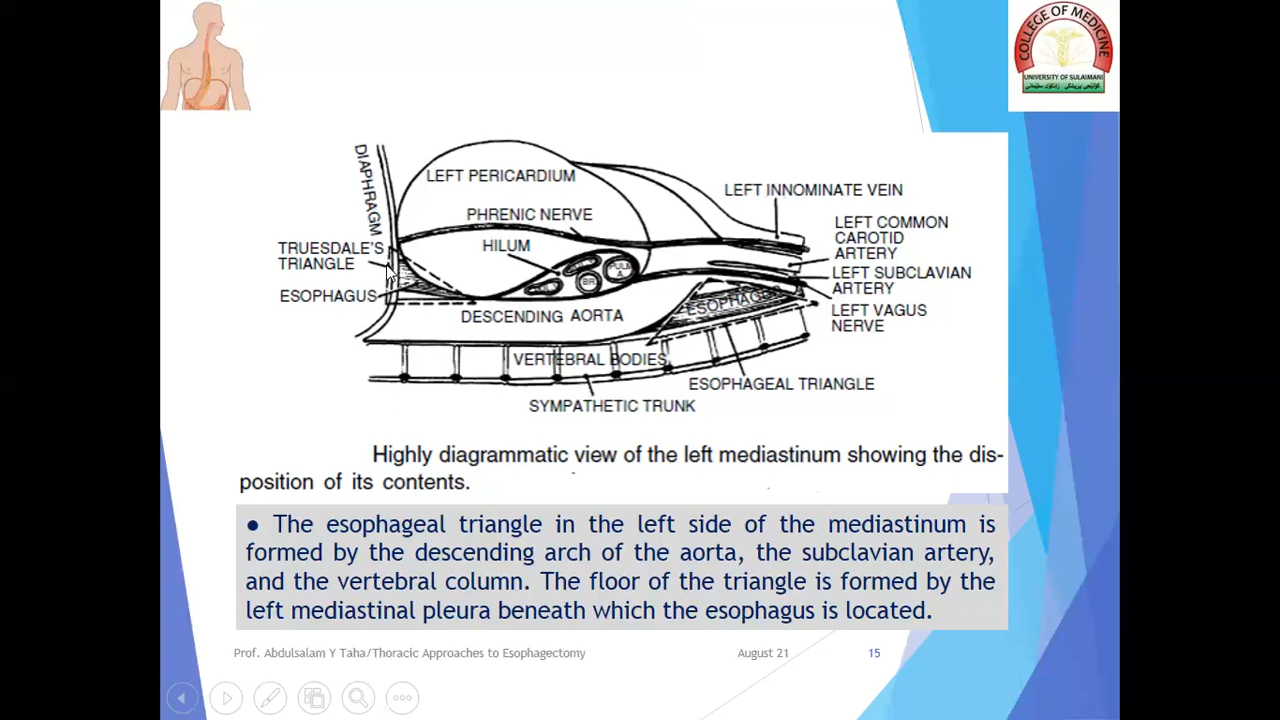 COLLEGE OF MEDICINE
UNIVERSITY OF SULAIMANI
DIAPHRAGM
LEFT PERICARDIUM
PHRENIC NERVE
HILUM
TRUESDALE'S
TRIANGLE
ESOPHAGUS
LEFT INNOMINATE VEIN
LEFT COMMON
CAROTID
ARTERY
LEFT SUBCLAVIAN
ARTERY
LEFT VAGUS
NERVE
PUL.
A.
BR.
DESCENDING AORTA
ESOPHAGUS
VERTEBRAL BODIES
ESOPHAGEAL TRIANGLE
SYMPATHETIC TRUNK
Highly diagrammatic view of the left mediastinum showing the dis-
position of its contents.
● The esophageal triangle in the left side of the mediastinum is
formed by the descending arch of the aorta, the subclavian artery,
and the vertebral column. The floor of the triangle is formed by the
left mediastinal pleura beneath which the esophagus is located.
Prof. Abdulsalam Y Taha/Thoracic Approaches to Esophagectomy
August 21
15